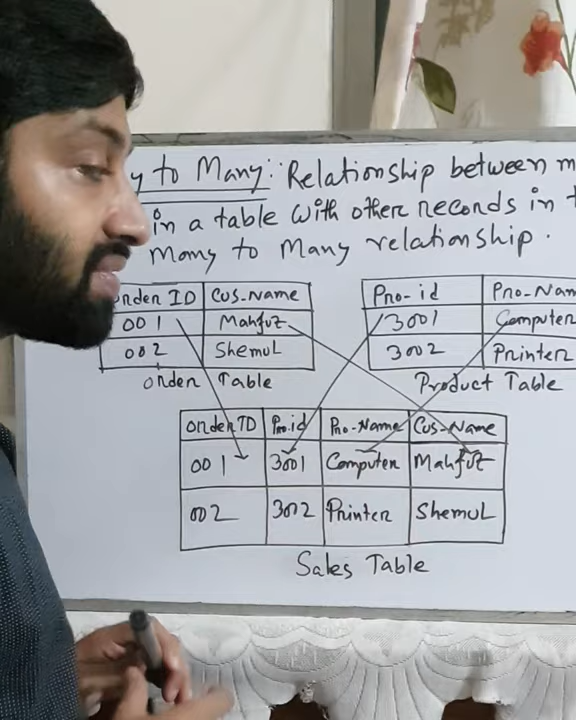 y to Many: Relationship between m
in a table with other records in t
Many to Many relationship.
Order ID Cus-Name
001 Mahfuz
002 Shemul
Order Table
Pro-id Pro-Nam
3001 Computer
3002 Printer
Product Table
Order ID Pro.id Pro-Name Cus-Name
001 3001 Computer Mahfuz
002 3002 Printer Shemul
Sales Table